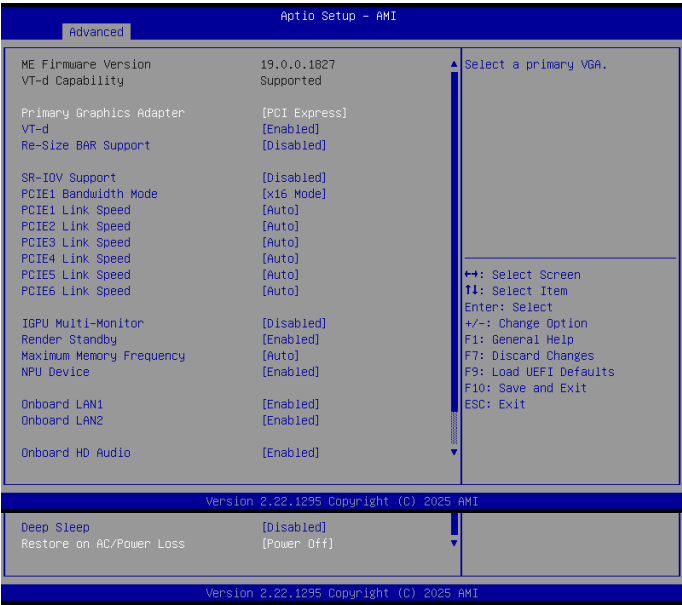 Aptio Setup – AMI
Advanced
ME Firmware Version 19.0.0.1827
VT-d Capability Supported
Primary Graphics Adapter [PCI Express]
VT-d [Enabled]
Re-Size BAR Support [Disabled]
SR-IOV Support [Disabled]
PCIE1 Bandwidth Mode [x16 Mode]
PCIE1 Link Speed [Auto]
PCIE2 Link Speed [Auto]
PCIE3 Link Speed [Auto]
PCIE4 Link Speed [Auto]
PCIE5 Link Speed [Auto]
PCIE6 Link Speed [Auto]
IGPU Multi-Monitor [Disabled]
Render Standby [Enabled]
Maximum Memory Frequency [Auto]
NPU Device [Enabled]
Onboard LAN1 [Enabled]
Onboard LAN2 [Enabled]
Onboard HD Audio [Enabled]
Select a primary VGA.
↔: Select Screen
↑↓: Select Item
Enter: Select
+/-: Change Option
F1: General Help
F7: Discard Changes
F9: Load UEFI Defaults
F10: Save and Exit
ESC: Exit
Version 2.22.1295 Copyright (C) 2025 AMI
Deep Sleep [Disabled]
Restore on AC/Power Loss [Power Off]
Version 2.22.1295 Copyright (C) 2025 AMI